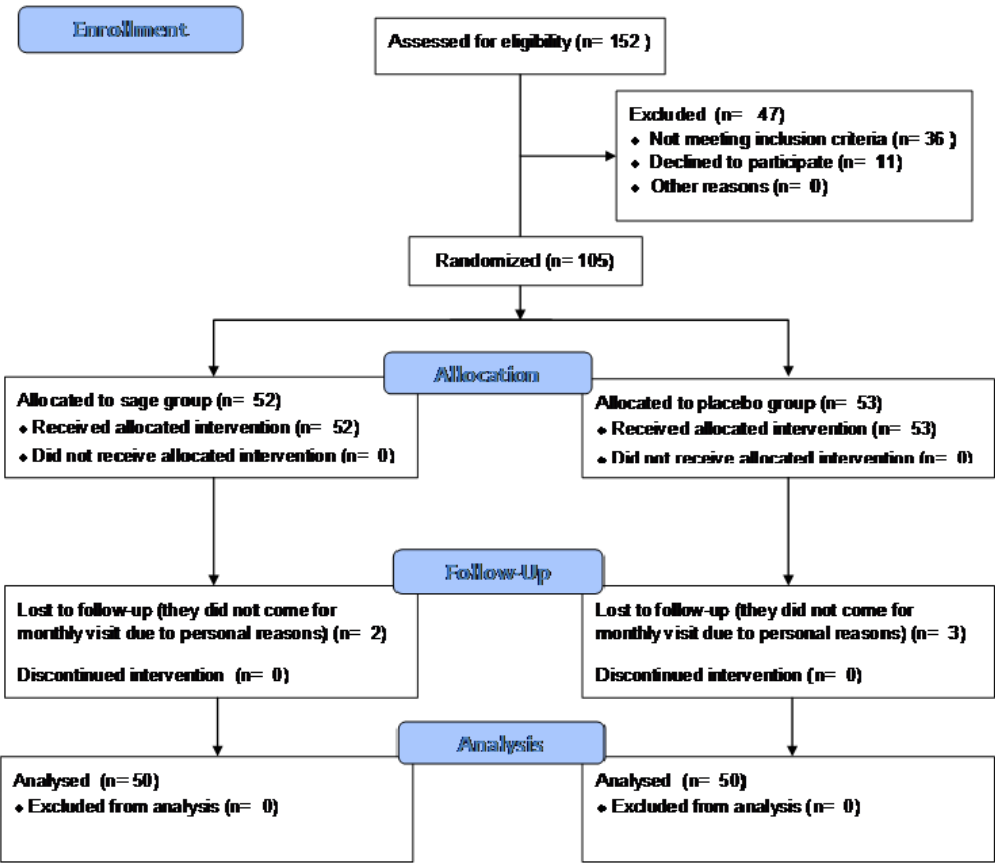 Enrollment
Assessed for eligibility (n= 152 )
Excluded (n= 47)
♦ Not meeting inclusion criteria (n= 36 )
♦ Declined to participate (n= 11)
♦ Other reasons (n= 0)
Randomized (n= 105)
Allocation
Allocated to sage group (n= 52)
♦ Received allocated intervention (n= 52)
♦ Did not receive allocated intervention (n= 0)
Allocated to placebo group (n= 53)
♦ Received allocated intervention (n= 53)
♦ Did not receive allocated intervention (n= 0)
Follow-Up
Lost to follow-up (they did not come for
monthly visit due to personal reasons) (n= 2)
Discontinued intervention (n= 0)
Lost to follow-up (they did not come for
monthly visit due to personal reasons) (n= 3)
Discontinued intervention (n= 0)
Analysis
Analysed (n= 50)
♦ Excluded from analysis (n= 0)
Analysed (n= 50)
♦ Excluded from analysis (n= 0)